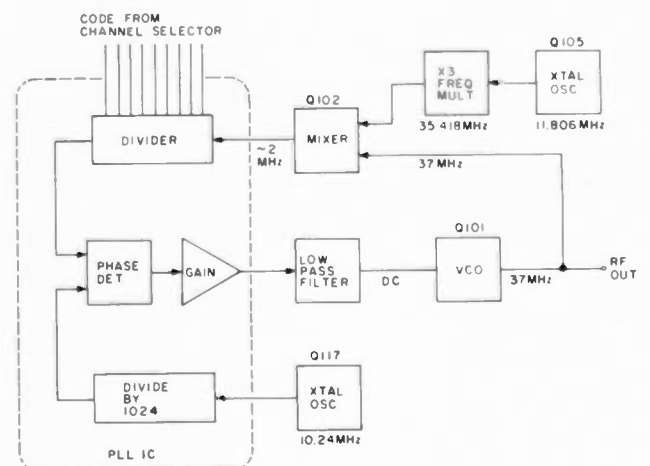 CODE FROM
CHANNEL SELECTOR
Q105
X3
FREQ
MULT
XTAL
OSC
Q102
DIVIDER
MIXER
35.418MHz
11.806MHz
~2
MHz
37MHz
Q101
PHASE
DET
GAIN
LOW
PASS
FILTER
DC
VCO
37MHz
RF
OUT
Q117
DIVIDE
BY
1024
XTAL
OSC
10.24MHz
PLL IC